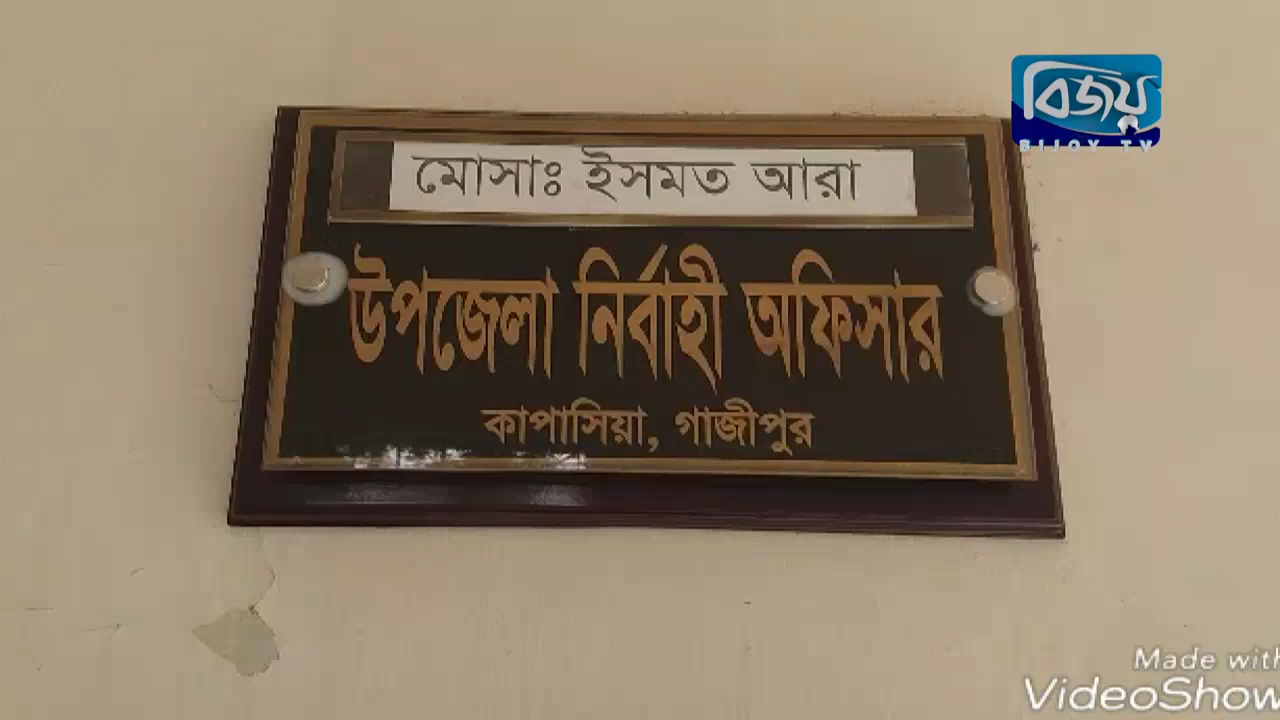 বিজয়
BIJOY TV
মোসাঃ ইসমত আরা
উপজেলা নির্বাহী অফিসার
কাপাসিয়া, গাজীপুর
Made with
VideoShow